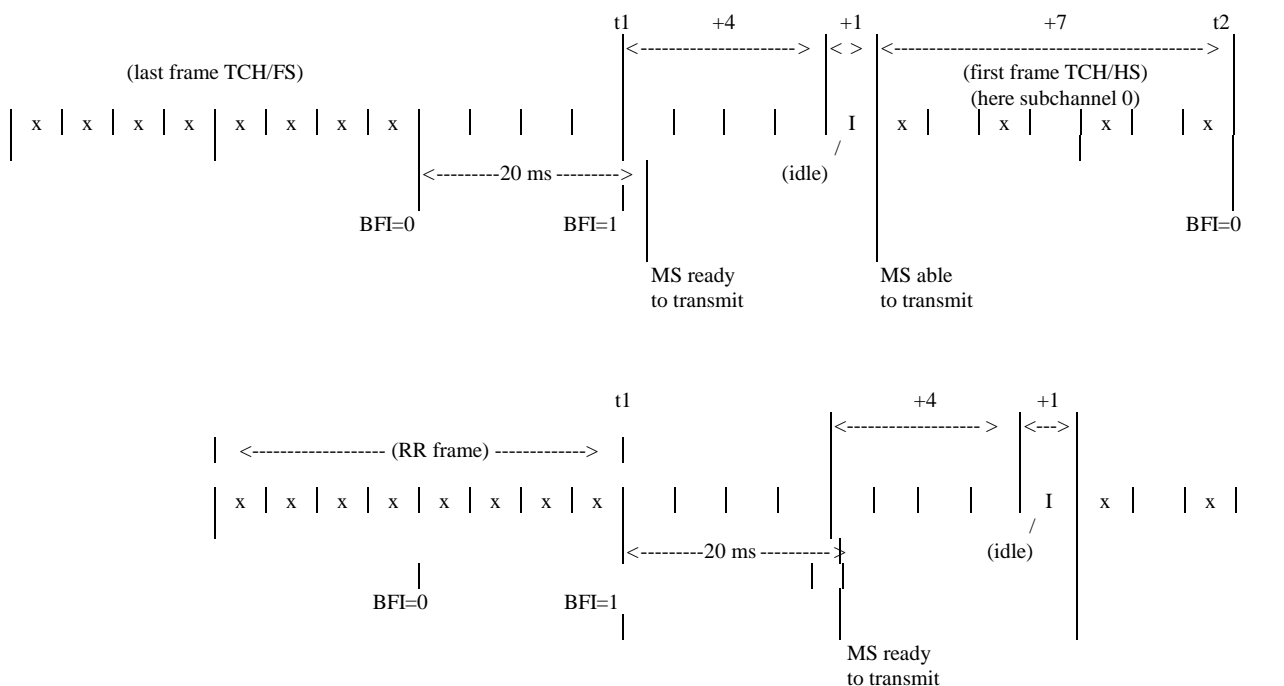 t1 +4 +1 +7 t2
<-----------------------> < > <----------------------------------------->
(last frame TCH/FS) (first frame TCH/HS)
(here subchannel 0)
x x x x x x x x I x x x x
/
<---------20 ms ---------> (idle)
BFI=0 BFI=1 BFI=0
MS ready MS able
to transmit to transmit
t1 +4 +1
<-------------------- > <--->
<------------------- (RR frame) ------------->
x x x x x x x x I x x
/
<---------20 ms ----------> (idle)
BFI=0 BFI=1
MS ready
to transmit